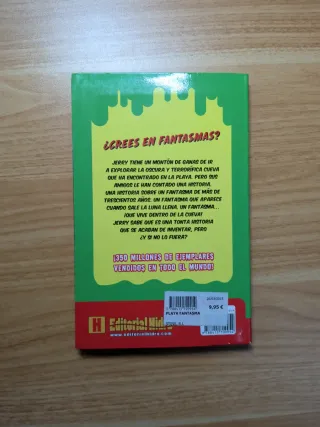 ¿CREES EN FANTASMAS?
JERRY TIENE UN MONTÓN DE GANAS DE IR
A EXPLORAR LA OSCURA Y TERRORÍFICA CUEVA
QUE HA ENCONTRADO EN LA PLAYA. PERO SUS
AMIGOS LE HAN CONTADO UNA HISTORIA.
UNA HISTORIA SOBRE UN FANTASMA DE MÁS DE
TRESCIENTOS AÑOS. UN FANTASMA QUE APARECE
CUANDO SALE LA LUNA LLENA. UN FANTASMA...
¡QUE VIVE DENTRO DE LA CUEVA!
JERRY SABE QUE ES UNA TONTA HISTORIA
QUE SE ACABAN DE INVENTAR, PERO
¿Y SI NO LO FUERA?
¡350 MILLONES DE EJEMPLARES
VENDIDOS EN TODO EL MUNDO!
H Editorial Hidra
www.editorialhidra.com
PLAYA FANTASMA
9,95 €